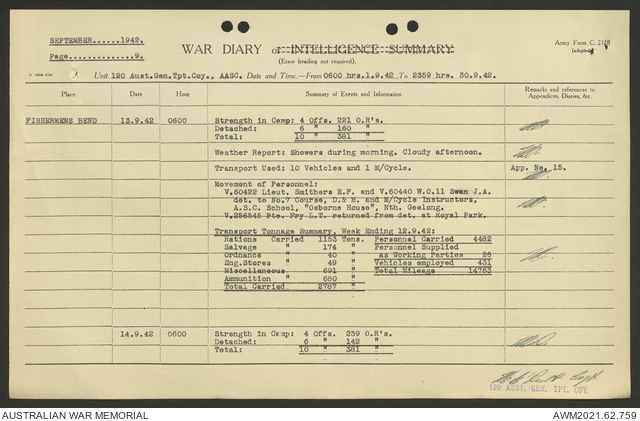 SEPTEMBER......1942.
Page..............9.
WAR DIARY or INTELLIGENCE SUMMARY
(Erase heading not required).
Army Form C. 2118
(adapted)
Unit 120 Aust.Gen.Tpt.Coy., AASC. Date and Time.—From 0600 hrs.1.9.42. To 2359 hrs. 30.9.42.
Place Date Hour Summary of Events and Information Remarks and references to Appendices, Diaries, &c.
FISHERMENS BEND 13.9.42 0600 Strength in Camp: 4 Offs. 221 O.R's.
Detached: 6 " 160 "
Total: 10 " 381 "
Weather Report: Showers during morning. Cloudy afternoon.
Transport Used: 10 Vehicles and 1 M/Cycle. App. No. 15.
Movement of Personnel:
V.60422 Lieut. Smithers E.F. and V.60440 W.O.11 Swan J.A.
det. to No.7 Course, D.& M. and M/Cycle Instructors,
A.S.C. School, "Osborne House", Nth. Geelong.
V.256545 Pte. Fry L.T. returned from det. at Royal Park.
Transport Tonnage Summary, Week Ending 12.9.42:
Rations Carried 1153 Tons. Personnel Carried 4482
Salvage " 174 " Personnel Supplied
Ordnance " 40 " as Working Parties 26
Eng.Stores " 49 " Vehicles employed 431
Miscellaneous " 691 " Total Mileage 14763
Ammunition " 680 "
Total Carried 2787 "
14.9.42 0600 Strength in Camp: 4 Offs. 239 O.R's.
Detached: 6 " 142 "
Total: 10 " 381 "
120 AUST. GEN. TPT. COY.
AUSTRALIAN WAR MEMORIAL AWM2021.62.759